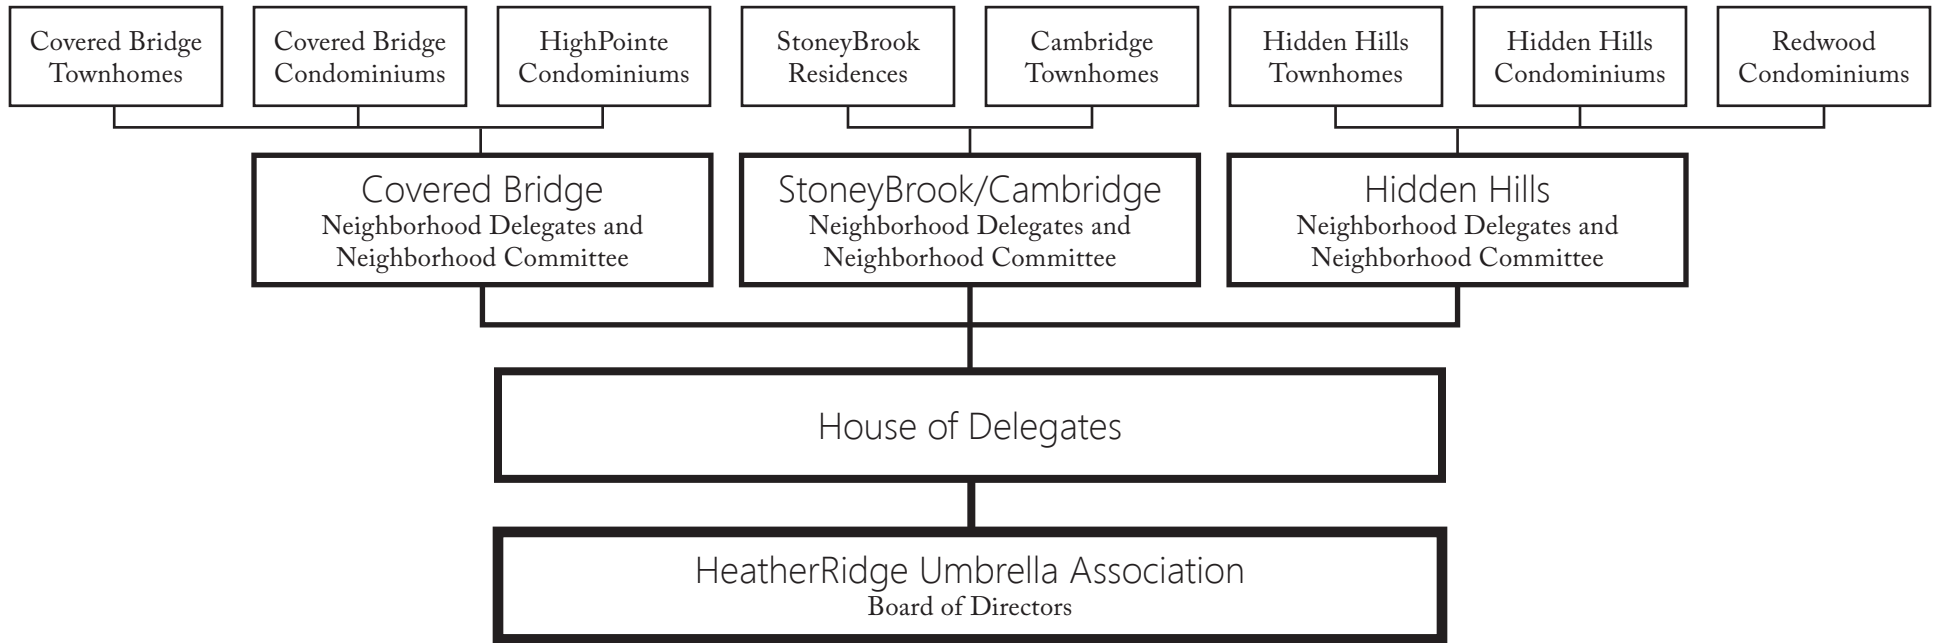 Covered Bridge
Townhomes
Covered Bridge
Condominiums
HighPointe
Condominiums
StoneyBrook
Residences
Cambridge
Townhomes
Hidden Hills
Townhomes
Hidden Hills
Condominiums
Redwood
Condominiums
Covered Bridge
Neighborhood Delegates and
Neighborhood Committee
StoneyBrook/Cambridge
Neighborhood Delegates and
Neighborhood Committee
Hidden Hills
Neighborhood Delegates and
Neighborhood Committee
House of Delegates
HeatherRidge Umbrella Association
Board of Directors